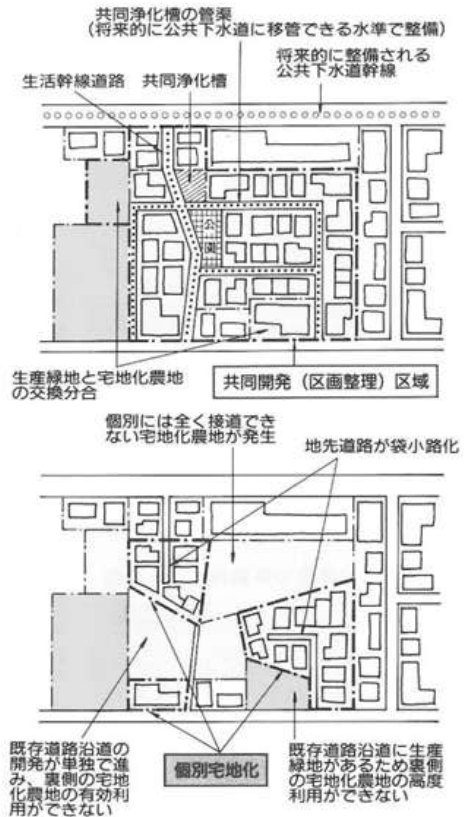 共同浄化槽の管渠
（将来的に公共下水道に移管できる水準で整備）
生活幹線道路
共同浄化槽
将来的に整備される
公共下水道幹線
公園
生産緑地と宅地化農地
の交換分合
共同開発（区画整理）区域
個別には全く接道でき
ない宅地化農地が発生
地先道路が袋小路化
既存道路沿道の
開発が単独で進
み、裏側の宅地
化農地の有効利
用ができない
個別宅地化
既存道路沿道に生産
緑地があるため裏側
の宅地化農地の高度
利用ができない